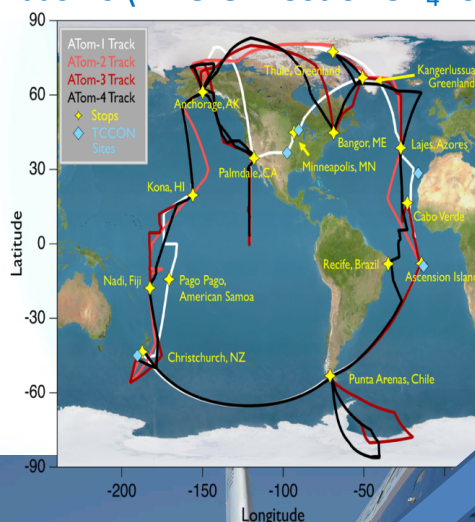 90
60
30
0
-30
-60
-90
Latitude
ATom-1 Track
ATom-2 Track
ATom-3 Track
ATom-4 Track
Stops
TCCON
Sites
Thule, Greenland
Kangerlussua
Greenland
Anchorage, AK
Bangor, ME
Lajes, Azores
Minneapolis, MN
Palmdale, CA
Kona, HI
Cabo Verde
Recife, Brazil
Ascension Island
Nadi, Fiji
Pago Pago,
American Samoa
Christchurch, NZ
Punta Arenas, Chile
-200
-150
-100
-50
Longitude